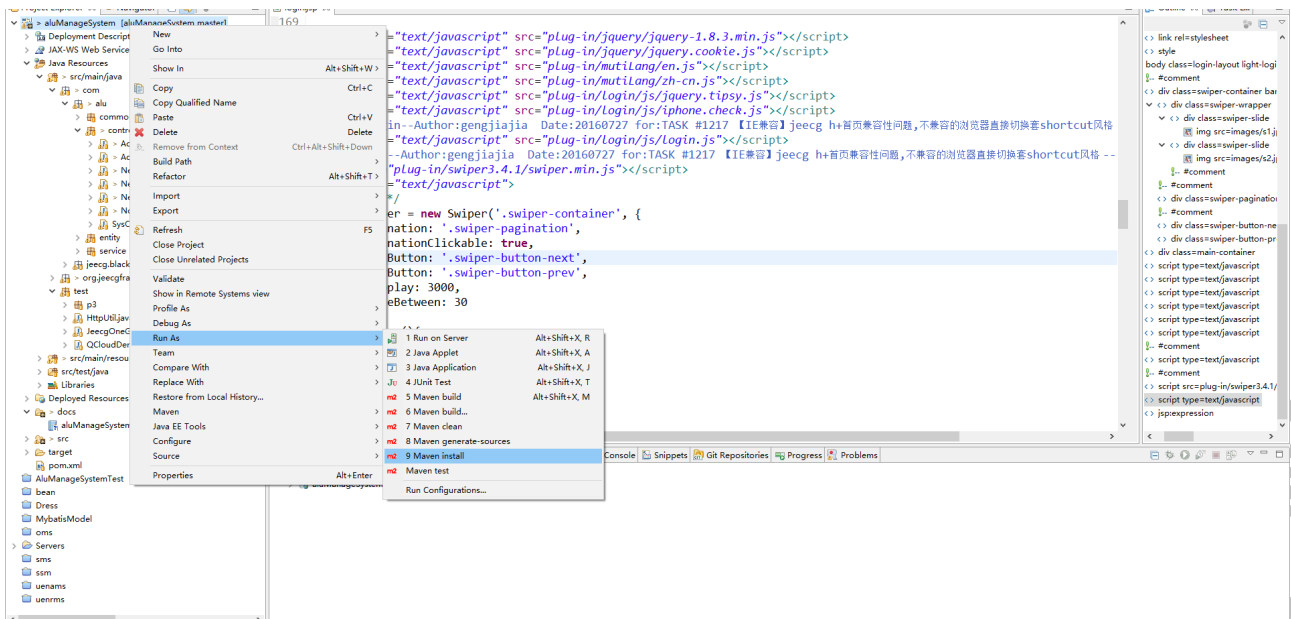 > aluManageSystem [aluManageSystem master]
Deployment Descript
JAX-WS Web Service
Java Resources
> src/main/java
> com
> alu
commo
> contr
jeecg.black
> org.jeecgfra
test
p3
HttpUtil.jav
JeecgOneG
QCloudDer
> src/main/resou
src/test/java
Libraries
Deployed Resources
> docs
aluManageSystem
> src
target
pom.xml
AluManageSystemTest
bean
Dress
MybatisModel
oms
Servers
sms
ssm
uenams
uenrms
entity
service
SysC
New
Go Into
Show In Alt+Shift+W >
Copy Ctrl+C
Copy Qualified Name
Paste Ctrl+V
Delete Delete
Remove from Context Ctrl+Alt+Shift+Down
Build Path
Refactor Alt+Shift+T >
Import
Export
Refresh F5
Close Project
Close Unrelated Projects
Validate
Show in Remote Systems view
Profile As
Debug As
Run As
Team
Compare With
Replace With
Restore from Local History...
Maven
Java EE Tools
Configure
Source
Properties Alt+Enter
1 Run on Server Alt+Shift+X, R
2 Java Applet Alt+Shift+X, A
3 Java Application Alt+Shift+X, J
4 JUnit Test Alt+Shift+X, T
5 Maven build Alt+Shift+X, M
6 Maven build...
7 Maven clean
8 Maven generate-sources
9 Maven install
Maven test
Run Configurations...
169
="text/javascript" src="plug-in/jquery/jquery-1.8.3.min.js"></script>
="text/javascript" src="plug-in/jquery/jquery.cookie.js"></script>
="text/javascript" src="plug-in/mutiLang/en.js"></script>
="text/javascript" src="plug-in/mutiLang/zh-cn.js"></script>
="text/javascript" src="plug-in/login/js/jquery.tipsy.js"></script>
="text/javascript" src="plug-in/login/js/iphone.check.js"></script>
in--Author:gengjiajia Date:20160727 for:TASK #1217 【IE兼容】jeecg h+首页兼容性问题,不兼容的浏览器直接切换套shortcut风格
="text/javascript" src="plug-in/login/js/login.js"></script>
--Author:gengjiajia Date:20160727 for:TASK #1217 【IE兼容】jeecg h+首页兼容性问题,不兼容的浏览器直接切换套shortcut风格 --
"plug-in/swiper3.4.1/swiper.min.js"></script>
="text/javascript">
*/
er = new Swiper('.swiper-container', {
nation: '.swiper-pagination',
nationClickable: true,
Button: '.swiper-button-next',
Button: '.swiper-button-prev',
play: 3000,
eBetween: 30
Console Snippets Git Repositories Progress Problems
link rel=stylesheet
style
body class=login-layout light-logi
#comment
div class=swiper-container bar
div class=swiper-wrapper
div class=swiper-slide
img src=images/s1.j
div class=swiper-slide
img src=images/s2.j
#comment
#comment
div class=swiper-paginatio
#comment
div class=swiper-button-ne
div class=swiper-button-pr
div class=main-container
script type=text/javascript
script type=text/javascript
script type=text/javascript
script type=text/javascript
script type=text/javascript
script type=text/javascript
#comment
script type=text/javascript
#comment
script src=plug-in/swiper3.4.1/
script type=text/javascript
jsp:expression